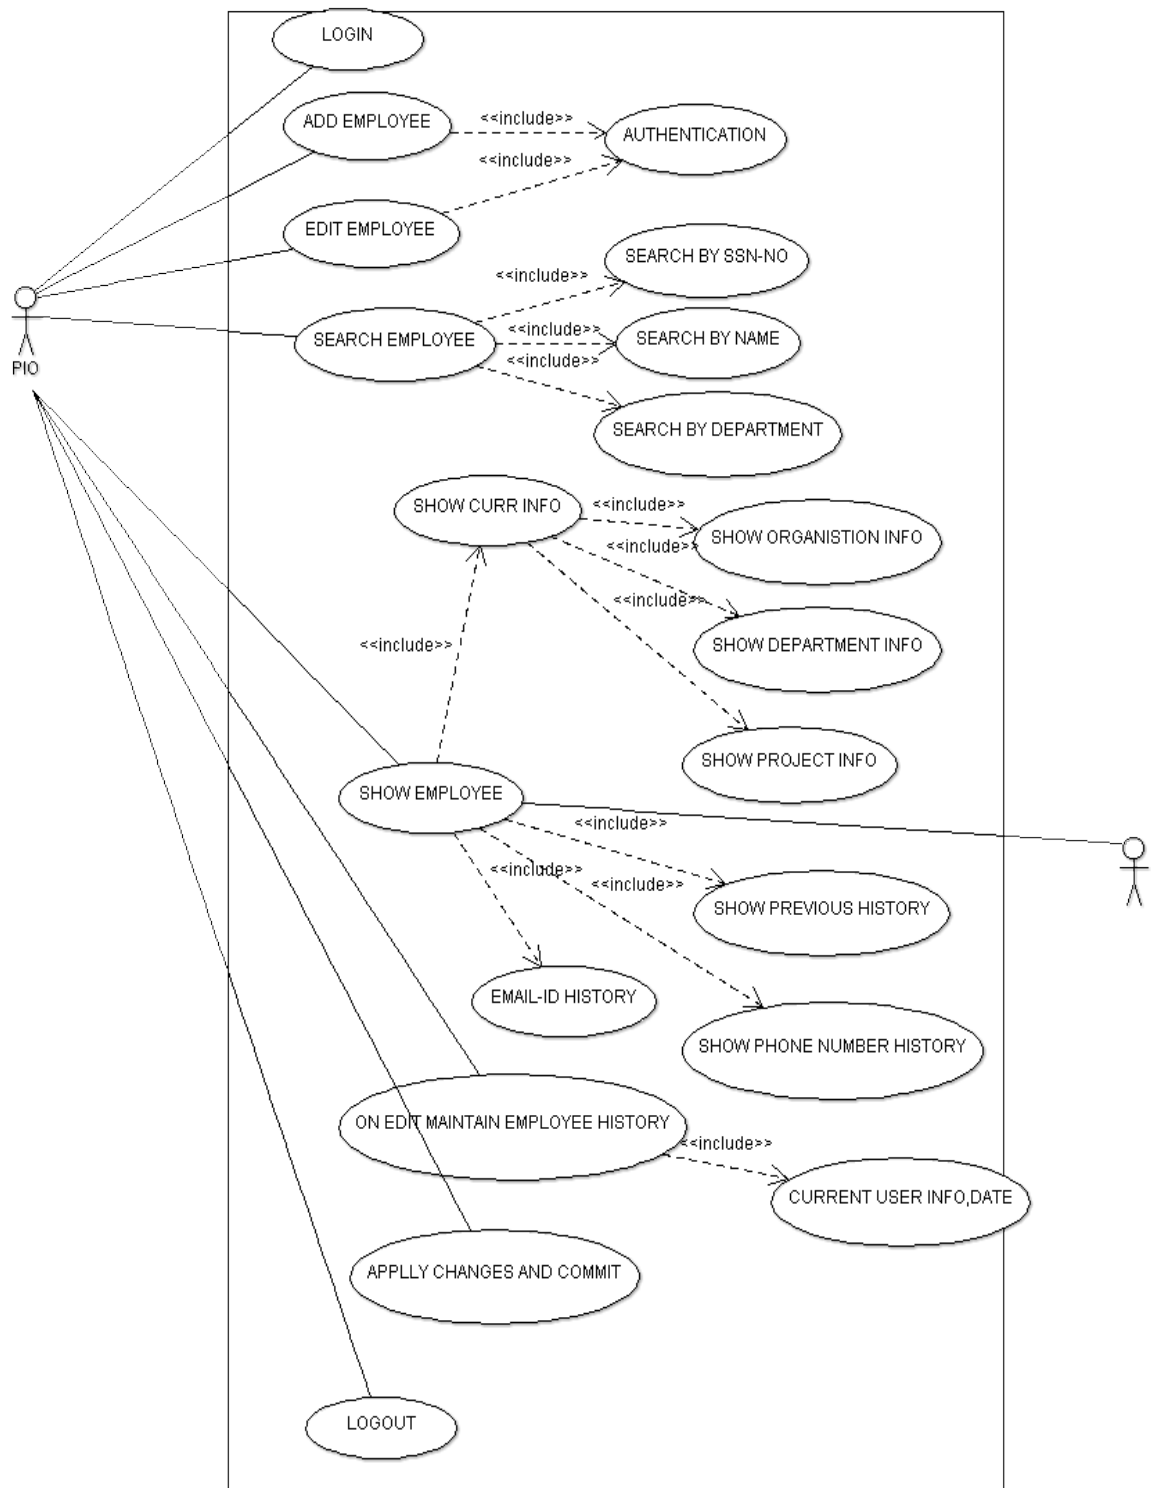 LOGIN
ADD EMPLOYEE
<<include>>
AUTHENTICATION
<<include>>
EDIT EMPLOYEE
SEARCH BY SSN-NO
<<include>>
SEARCH EMPLOYEE
<<include>>
SEARCH BY NAME
<<include>>
PIO
SEARCH BY DEPARTMENT
SHOW CURR INFO
<<include>>
SHOW ORGANISTION INFO
<<include>>
<<include>>
<<include>>
SHOW DEPARTMENT INFO
SHOW PROJECT INFO
SHOW EMPLOYEE
<<include>>
<<include>>
<<include>>
SHOW PREVIOUS HISTORY
EMAIL-ID HISTORY
SHOW PHONE NUMBER HISTORY
ON EDIT MAINTAIN EMPLOYEE HISTORY
<<include>>
CURRENT USER INFO,DATE
APPLLY CHANGES AND COMMIT
LOGOUT